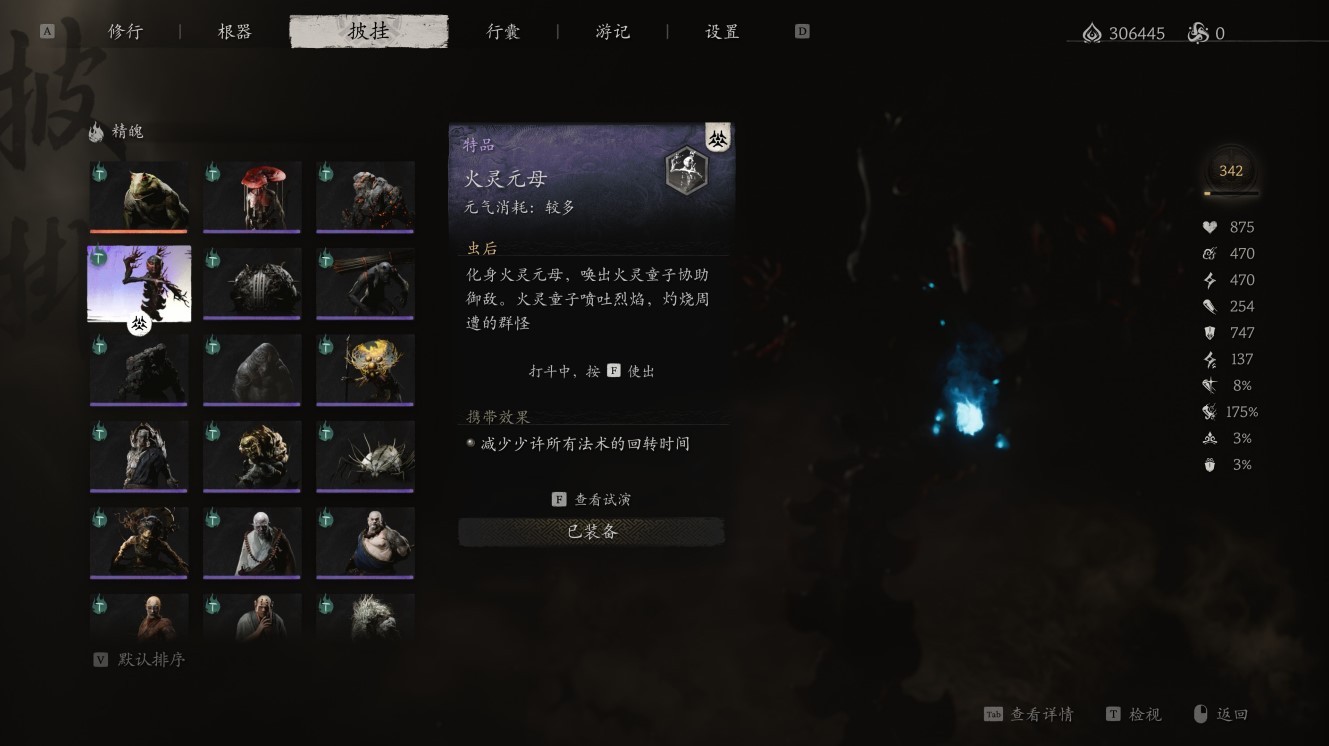 A 修行 根器 披挂 行囊 游记 设置 D 306445 0
披挂
精魄
T T T
T T T
T T T
T T T
T T T
T T T
V 默认排序
特品
火灵元母
元气消耗：较多
虫后
化身火灵元母，唤出火灵童子协助
御敌。火灵童子喷吐烈焰，灼烧周
遭的群怪
打斗中，按 F 使出
携带效果
减少少许所有法术的回转时间
F 查看试演
已装备
342
875
470
470
254
747
137
8%
175%
3%
3%
Tab 查看详情 T 检视 返回